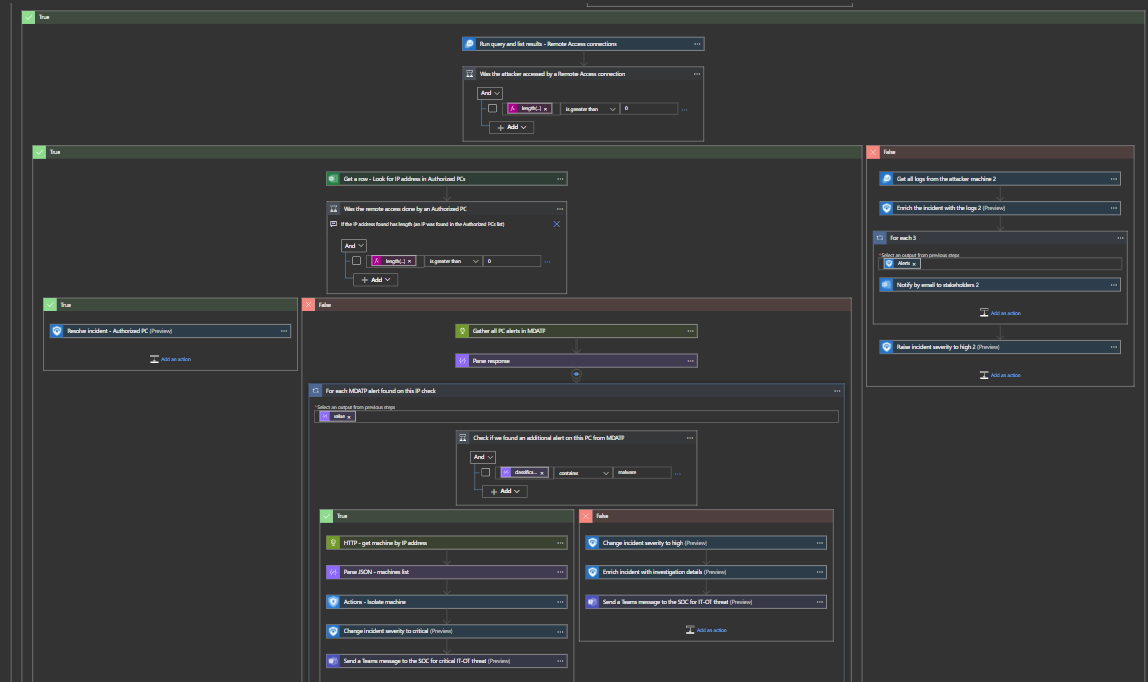 True
Run query and list results - Remote Access connections
Was the attacker accessed by a Remote Access connection
And
length(...) x
is greater than
0
Add
True
False
Get a row - Look for IP address in Authorized PCs
Was the remote access done by an Authorized PC
If the IP address found has length (an IP was found in the Authorized PCs list)
And
length(...) x
is greater than
0
Add
Get all logs from the attacker machine 2
Enrich the incident with the logs 2 (Preview)
For each 3
*Select an output from previous steps
Alerts x
Notify by email to stakeholders 2
Add an action
Raise incident severity to high 2 (Preview)
Add an action
True
Resolve incident - Authorized PC (Preview)
Add an action
False
Gather all PC alerts in MDATP
Parse response
For each MDATP alert found on this IP check
*Select an output from previous steps
value x
Check if we found an additional alert on this PC from MDATP
And
classifica... x
contains
malware
Add
True
HTTP - get machine by IP address
Parse JSON - machines list
Actions - Isolate machine
Change incident severity to critical (Preview)
Send a Teams message to the SOC for critical IT-OT threat (Preview)
False
Change incident severity to high (Preview)
Enrich incident with investigation details (Preview)
Send a Teams message to the SOC for IT-OT threat (Preview)
Add an action